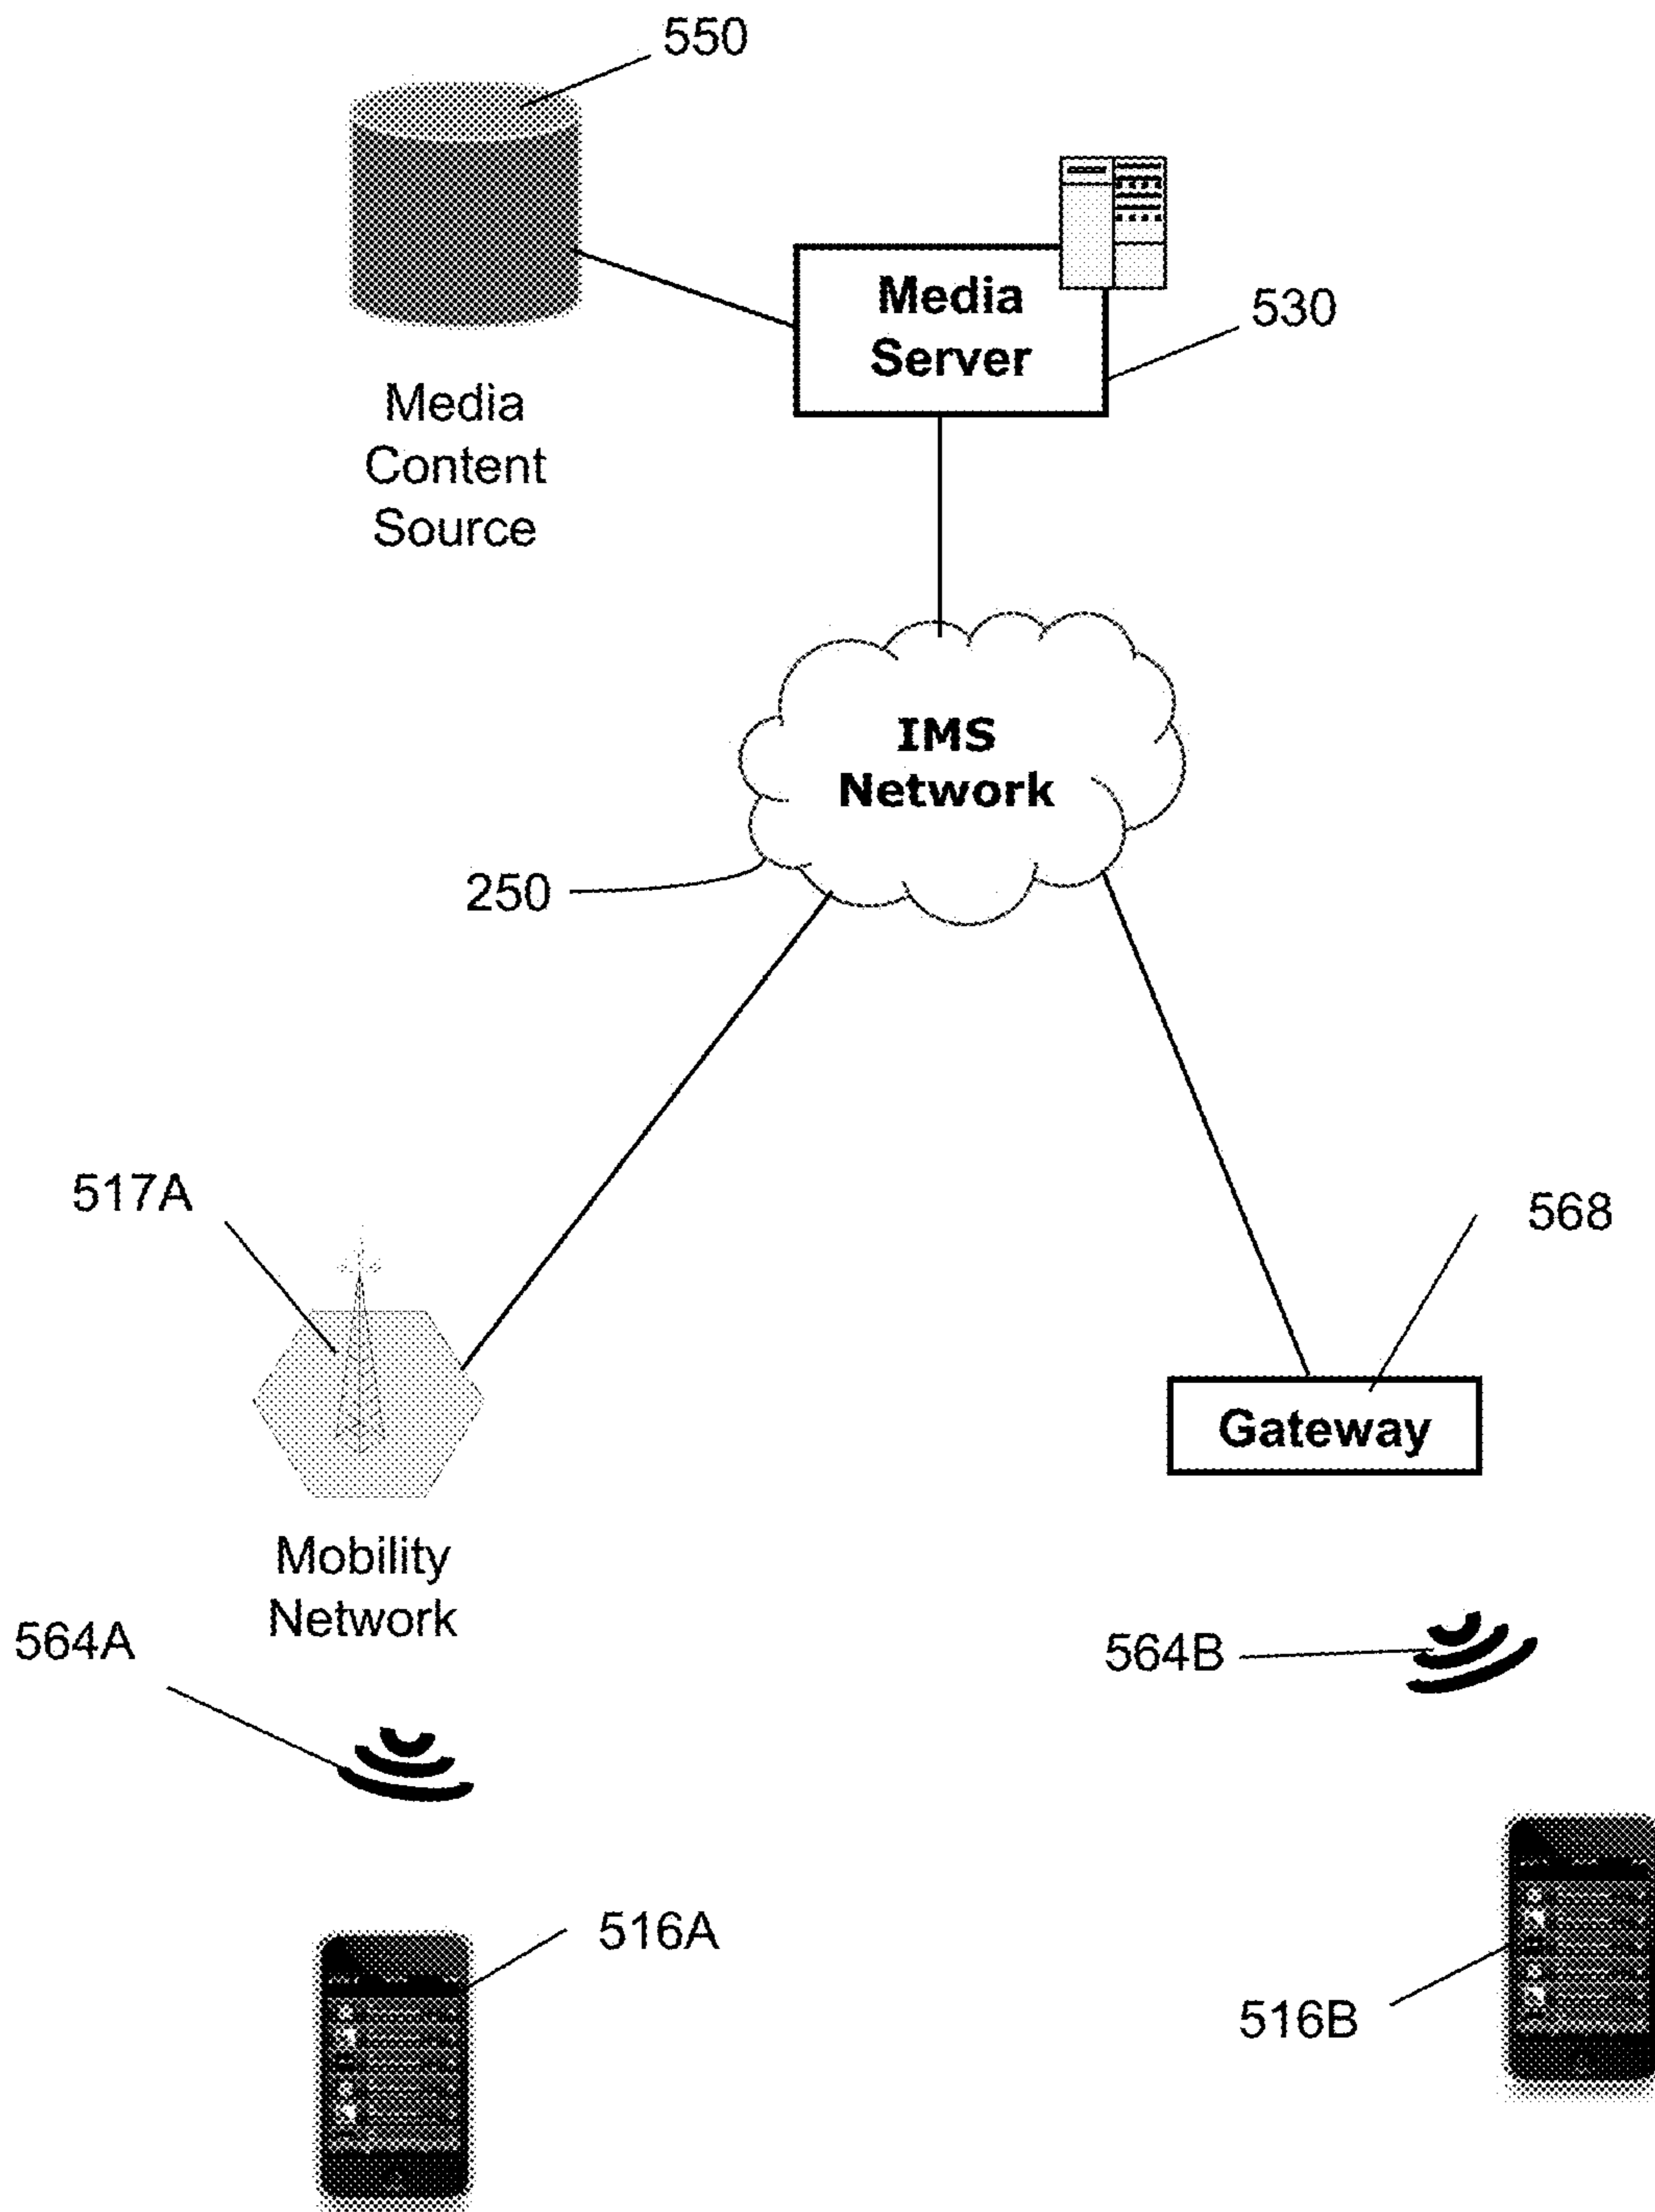 550
Media
Server
530
Media
Content
Source
IMS
Network
250
517A
568
Gateway
Mobility
Network
564A
564B
516A
516B